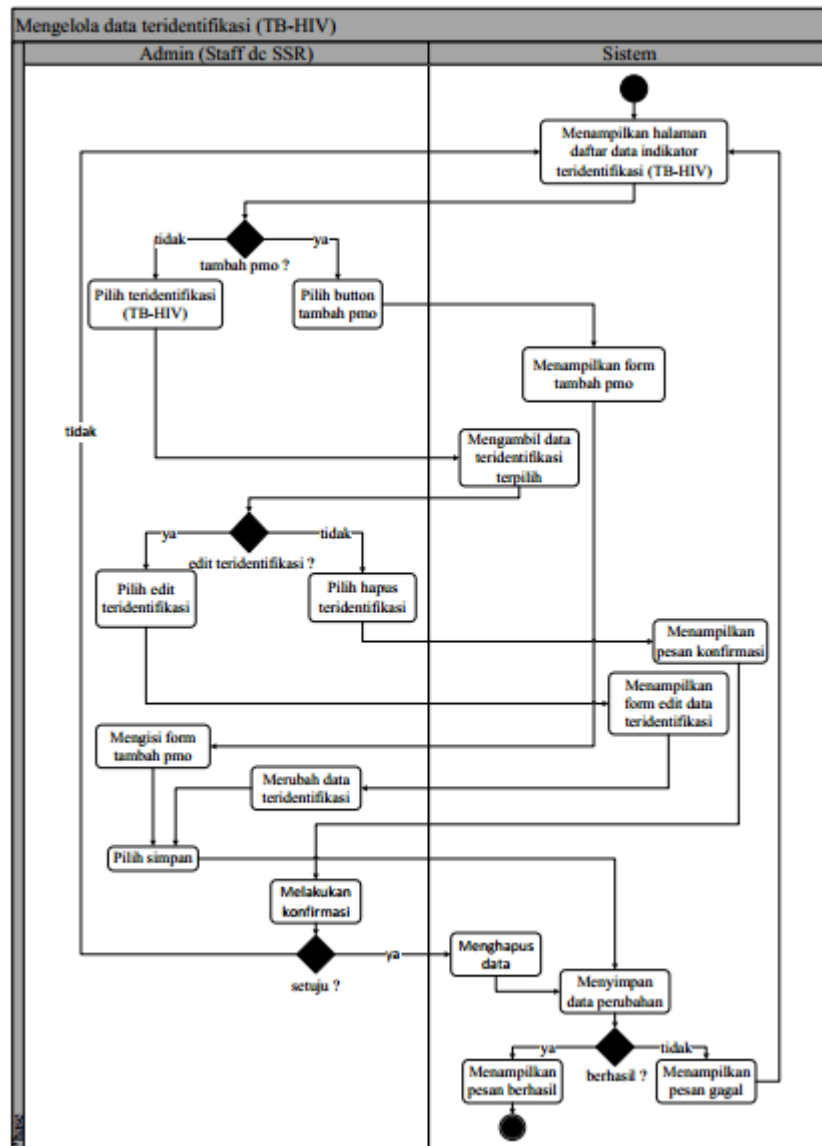 Mengelola data teridentifikasi (TB-HIV)
Admin (Staff dc SSR)
Sistem
Menampilkan halaman
daftar data indikator
teridentifikasi (TB-HIV)
tidak
ya
tambah pmo ?
Pilih teridentifikasi
(TB-HIV)
Pilih button
tambah pmo
Menampilkan form
tambah pmo
tidak
Mengambil data
teridentifikasi
terpilih
ya
tidak
edit teridentifikasi ?
Pilih edit
teridentifikasi
Pilih hapus
teridentifikasi
Menampilkan
pesan konfirmasi
Menampilkan
form edit data
teridentifikasi
Mengisi form
tambah pmo
Merubah data
teridentifikasi
Pilih simpan
Melakukan
konfirmasi
ya
setuju ?
Menghapus
data
Menyimpan
data perubahan
ya
tidak
berhasil ?
Menampilkan
pesan berhasil
Menampilkan
pesan gagal
Phase